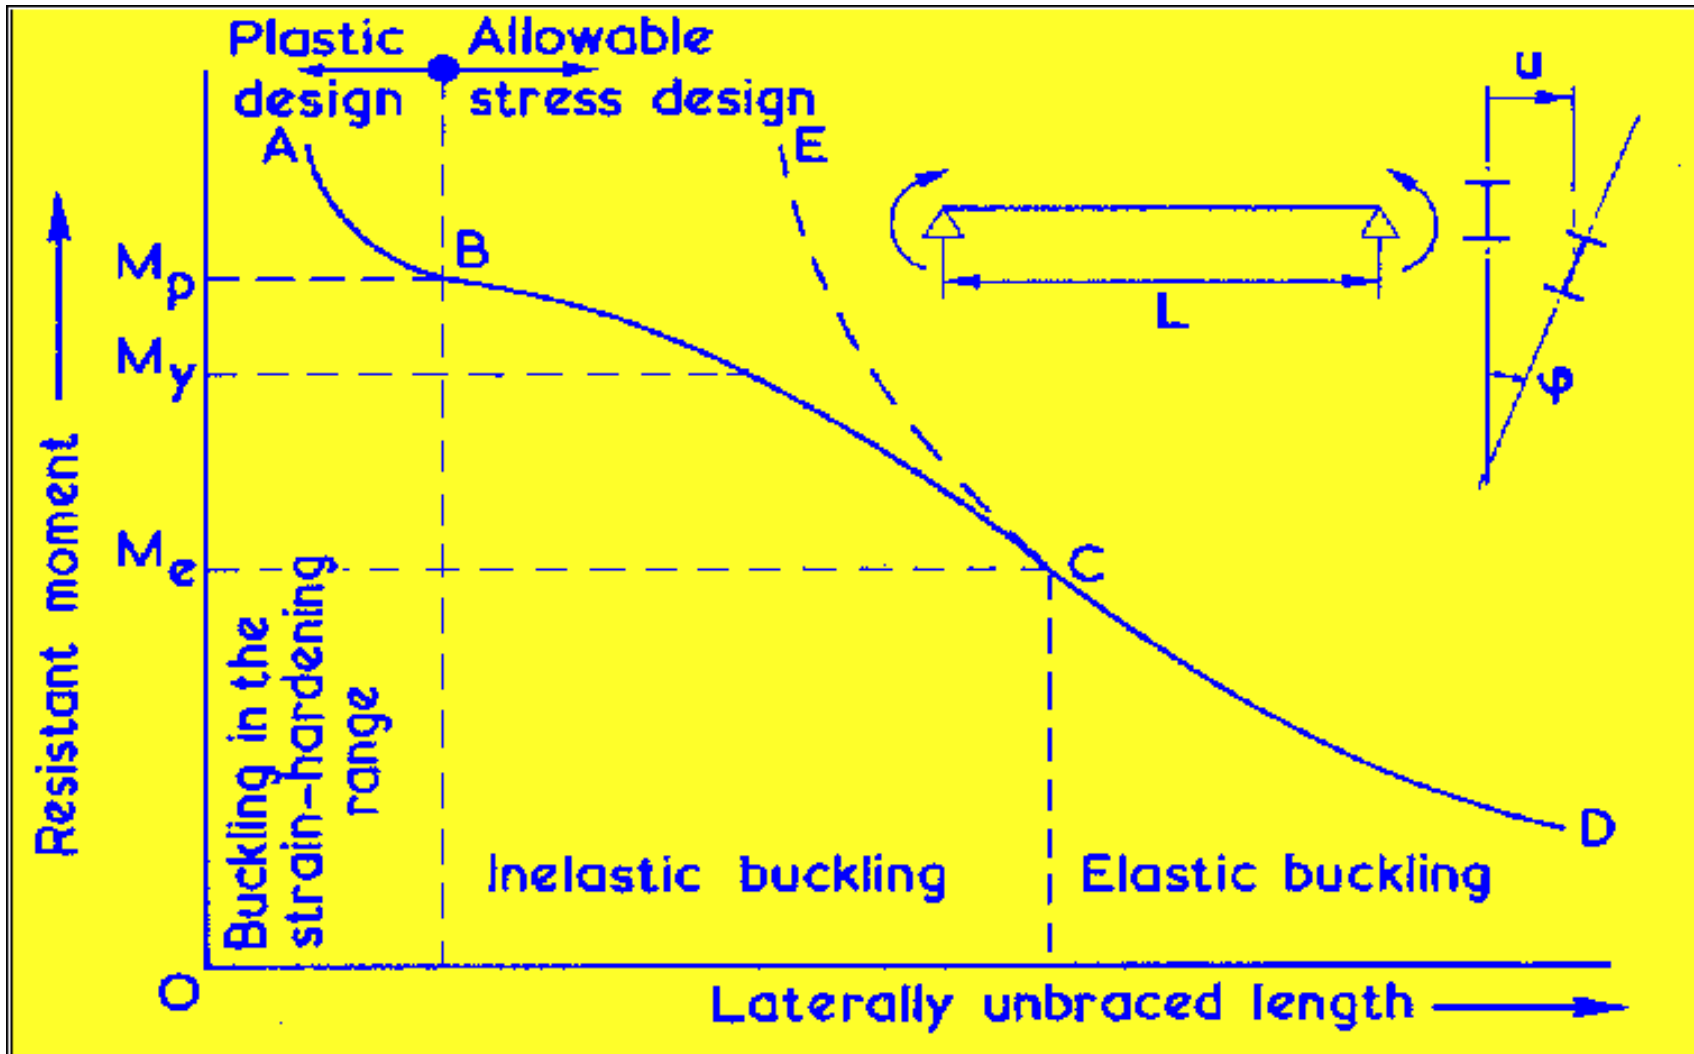 Plastic design
Allowable stress design
A
E
u
Mp
B
My
L
φ
Me
C
D
Resistant moment
Buckling in the
strain-hardening
range
Inelastic buckling
Elastic buckling
O
Laterally unbraced length